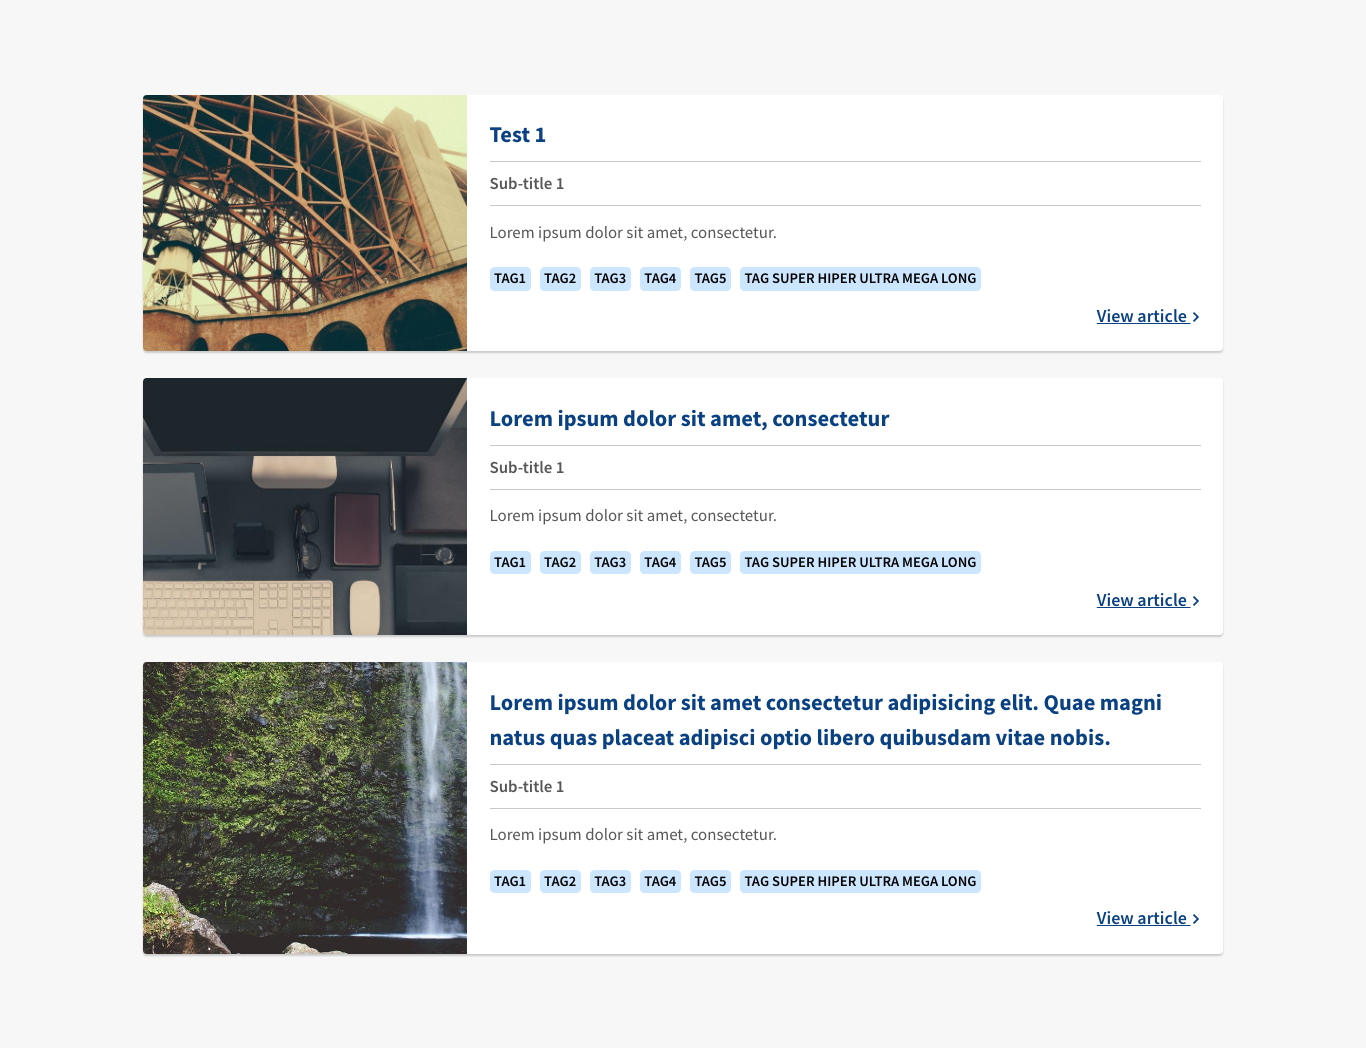 Test 1
Sub-title 1
Lorem ipsum dolor sit amet, consectetur.
TAG1 TAG2 TAG3 TAG4 TAG5 TAG SUPER HIPER ULTRA MEGA LONG
View article
Lorem ipsum dolor sit amet, consectetur
Sub-title 1
Lorem ipsum dolor sit amet, consectetur.
TAG1 TAG2 TAG3 TAG4 TAG5 TAG SUPER HIPER ULTRA MEGA LONG
View article
Lorem ipsum dolor sit amet consectetur adipisicing elit. Quae magni
natus quas placeat adipisci optio libero quibusdam vitae nobis.
Sub-title 1
Lorem ipsum dolor sit amet, consectetur.
TAG1 TAG2 TAG3 TAG4 TAG5 TAG SUPER HIPER ULTRA MEGA LONG
View article